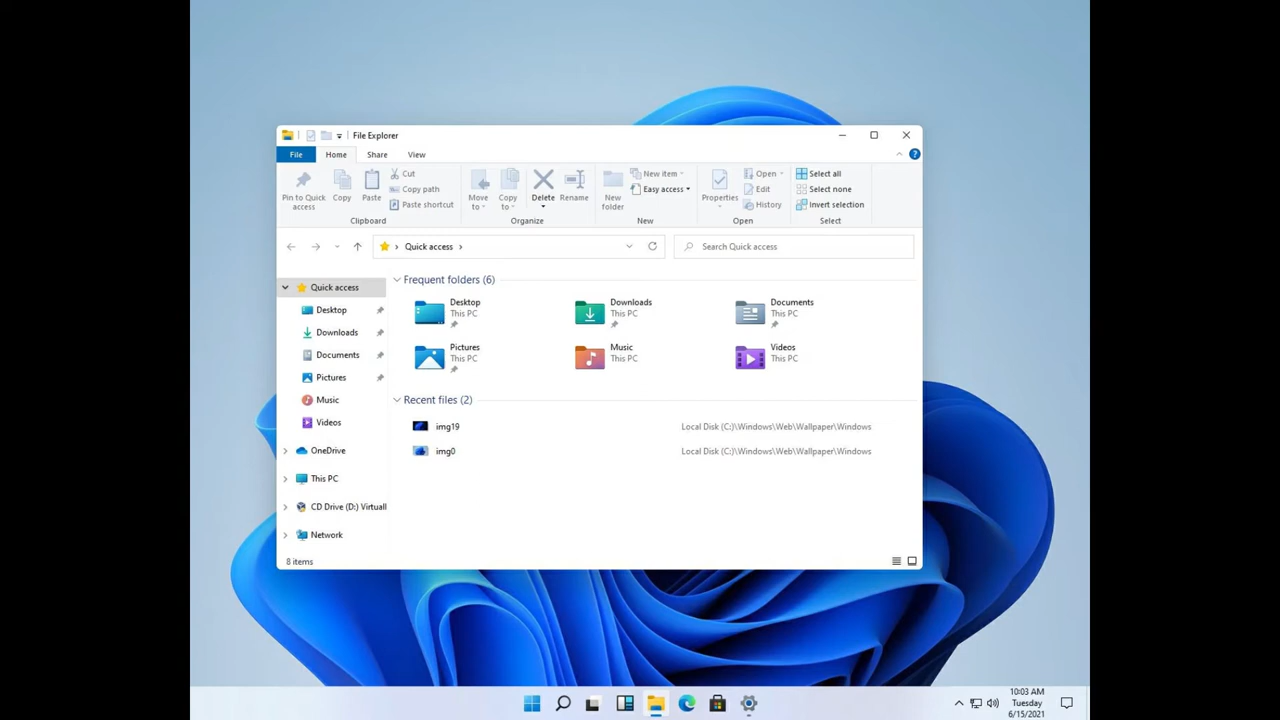 File Explorer
File Home Share View
Pin to Quick access
Copy
Paste
Cut
Copy path
Paste shortcut
Clipboard
Move to
Copy to
Delete
Rename
Organize
New folder
New item
Easy access
New
Properties
Open
Edit
History
Open
Select all
Select none
Invert selection
Select
Quick access
Search Quick access
Quick access
Desktop
Downloads
Documents
Pictures
Music
Videos
OneDrive
This PC
CD Drive (D:) Virtuall
Network
Frequent folders (6)
Desktop
This PC
Downloads
This PC
Documents
This PC
Pictures
This PC
Music
This PC
Videos
This PC
Recent files (2)
img19 Local Disk (C:)\Windows\Web\Wallpaper\Windows
img0 Local Disk (C:)\Windows\Web\Wallpaper\Windows
8 items
10:03 AM
Tuesday
6/15/2021